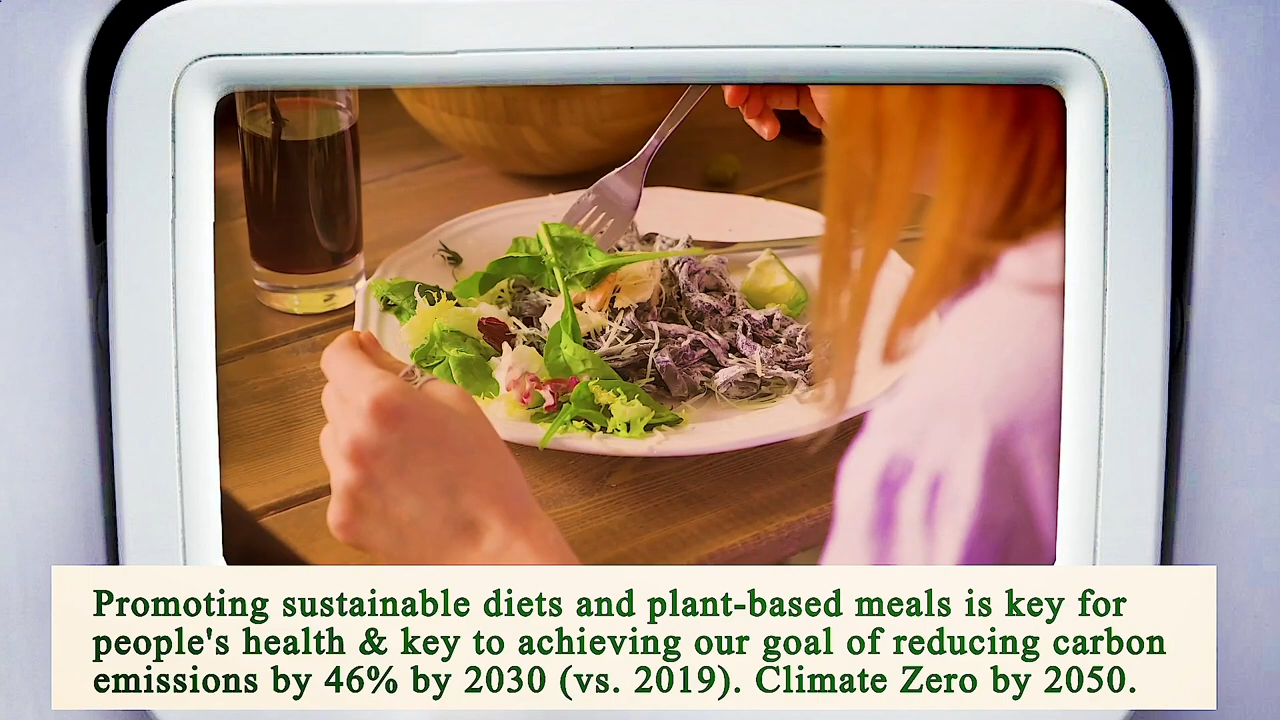 Promoting sustainable diets and plant-based meals is key for
people's health & key to achieving our goal of reducing carbon
emissions by 46% by 2030 (vs. 2019). Climate Zero by 2050.